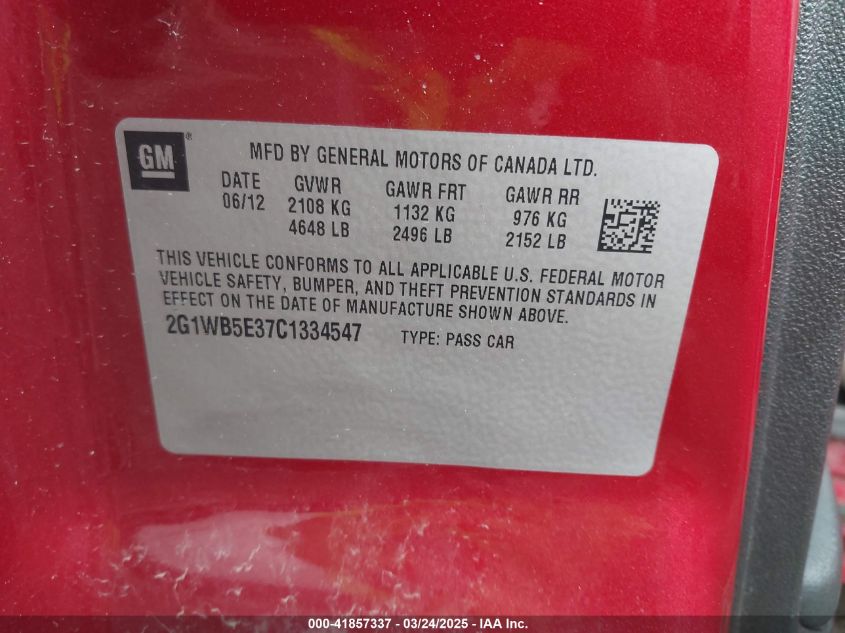 GM®
MFD BY GENERAL MOTORS OF CANADA LTD.
DATE GVWR GAWR FRT GAWR RR
06/12 2108 KG 1132 KG 976 KG
4648 LB 2496 LB 2152 LB
THIS VEHICLE CONFORMS TO ALL APPLICABLE U.S. FEDERAL MOTOR
VEHICLE SAFETY, BUMPER, AND THEFT PREVENTION STANDARDS IN
EFFECT ON THE DATE OF MANUFACTURE SHOWN ABOVE.
2G1WB5E37C1334547 TYPE: PASS CAR
000-41857337 - 03/24/2025 - IAA Inc.